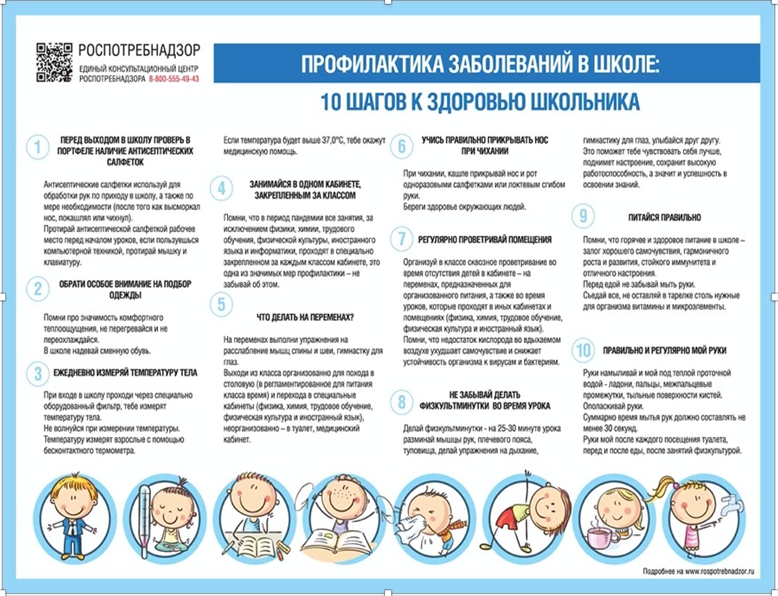 РОСПОТРЕБНАДЗОР
ЕДИНЫЙ КОНСУЛЬТАЦИОННЫЙ ЦЕНТР
РОСПОТРЕБНАДЗОРА 8-800-555-49-43
ПРОФИЛАКТИКА ЗАБОЛЕВАНИЙ В ШКОЛЕ:
10 ШАГОВ К ЗДОРОВЬЮ ШКОЛЬНИКА
1
ПЕРЕД ВЫХОДОМ В ШКОЛУ ПРОВЕРЬ В
ПОРТФЕЛЕ НАЛИЧИЕ АНТИСЕПТИЧЕСКИХ
САЛФЕТОК
Антисептические салфетки используй для
обработки рук по приходу в школу, а также по
мере необходимости (после того как высморкал
нос, покашлял или чихнул).
Протирай антисептической салфеткой рабочее
место перед началом уроков, если пользуешься
компьютерной техникой, протирай мышку и
клавиатуру.
2
ОБРАТИ ОСОБОЕ ВНИМАНИЕ НА ПОДБОР
ОДЕЖДЫ
Помни про значимость комфортного
теплоощущения, не перегревайся и не
переохлаждайся.
В школе надевай сменную обувь.
3
ЕЖЕДНЕВНО ИЗМЕРЯЙ ТЕМПЕРАТУРУ ТЕЛА
При входе в школу проходи через специально
оборудованный фильтр, тебе измерят
температуру тела.
Не волнуйся при измерении температуры.
Температуру измерят взрослые с помощью
бесконтактного термометра.
Если температура будет выше 37,0°С, тебе окажут
медицинскую помощь.
4
ЗАНИМАЙСЯ В ОДНОМ КАБИНЕТЕ,
ЗАКРЕПЛЕННЫМ ЗА КЛАССОМ
Помни, что в период пандемии все занятия, за
исключением физики, химии, трудового
обучения, физической культуры, иностранного
языка и информатики, проходят в специально
закрепленном за каждым классом кабинете, это
одна из значимых мер профилактики – не
забывай об этом.
5
ЧТО ДЕЛАТЬ НА ПЕРЕМЕНАХ?
На переменах выполни упражнения на
расслабление мышц спины и шеи, гимнастку для
глаз.
Выходи из класса организованно для похода в
столовую (в регламентированное для питания
класса время) и перехода в специальные
кабинеты (физика, химия, трудовое обучение,
физическая культура и иностранный язык),
неорганизованно – в туалет, медицинский
кабинет.
6
УЧИСЬ ПРАВИЛЬНО ПРИКРЫВАТЬ НОС
ПРИ ЧИХАНИИ
При чихании, кашле прикрывай нос и рот
одноразовыми салфетками или локтевым сгибом
руки.
Береги здоровье окружающих людей.
7
РЕГУЛЯРНО ПРОВЕТРИВАЙ ПОМЕЩЕНИЯ
Организуй в классе сквозное проветривание во
время отсутствия детей в кабинете – на
переменах, предназначенных для
организованного питания, а также во время
уроков, которые проходят в иных кабинетах и
помещениях (физика, химия, трудовое обучение,
физическая культура и иностранный язык).
Помни, что недостаток кислорода во вдыхаемом
воздухе ухудшает самочувствие и снижает
устойчивость организма к вирусам и бактериям.
8
НЕ ЗАБЫВАЙ ДЕЛАТЬ
ФИЗКУЛЬТМИНУТКИ ВО ВРЕМЯ УРОКА
Делай физкультминутки - на 25-30 минуте урока
разминай мышцы рук, плечевого пояса,
туловища, делай упражнения на дыхание,
гимнастику для глаз, улыбайся друг другу.
Это поможет тебе чувствовать себя лучше,
поднимет настроение, сохранит высокую
работоспособность, а значит и успешность в
освоении знаний.
9
ПИТАЙСЯ ПРАВИЛЬНО
Помни, что горячее и здоровое питание в школе –
залог хорошего самочувствия, гармоничного
роста и развития, стойкого иммунитета и
отличного настроения.
Перед едой не забывай мыть руки.
Съедай все, не оставляй в тарелке столь нужные
для организма витамины и микроэлементы.
10
ПРАВИЛЬНО И РЕГУЛЯРНО МОЙ РУКИ
Руки намыливай и мой под теплой проточной
водой - ладони, пальцы, межпальцевые
промежутки, тыльные поверхности кистей.
Ополаскивай руки.
Суммарно время мытья рук должно составлять не
менее 30 секунд.
Руки мой после каждого посещения туалета,
перед и после еды, после занятий физкультурой.
Подробнее на www.rospotrebnadzor.ru